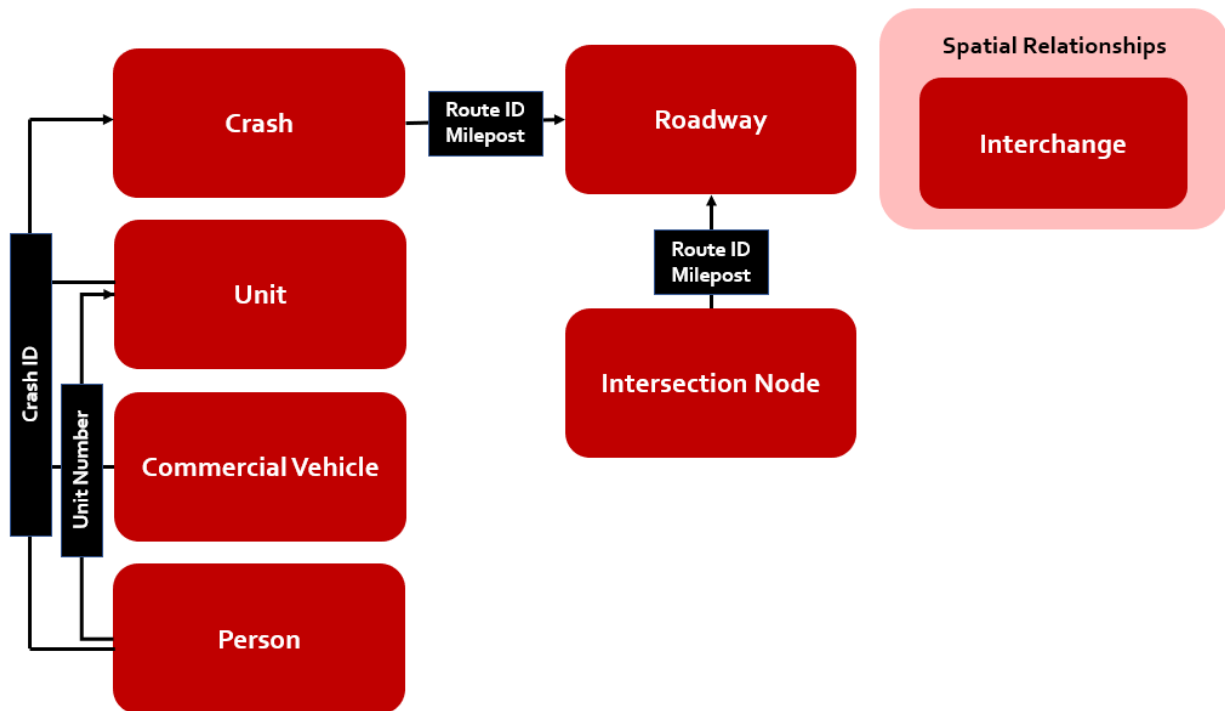 Crash
Route ID
Milepost
Roadway
Spatial Relationships
Interchange
Unit
Route ID
Milepost
Crash ID
Unit Number
Intersection Node
Commercial Vehicle
Person